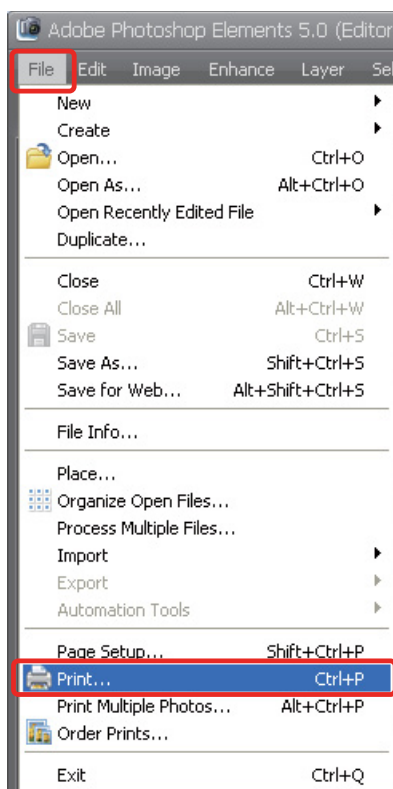 Adobe Photoshop Elements 5.0 (Editor
File Edit Image Enhance Layer Sel
New
Create
Open... Ctrl+O
Open As... Alt+Ctrl+O
Open Recently Edited File
Duplicate...
Close Ctrl+W
Close All Alt+Ctrl+W
Save Ctrl+S
Save As... Shift+Ctrl+S
Save for Web... Alt+Shift+Ctrl+S
File Info...
Place...
Organize Open Files...
Process Multiple Files...
Import
Export
Automation Tools
Page Setup... Shift+Ctrl+P
Print... Ctrl+P
Print Multiple Photos... Alt+Ctrl+P
Order Prints...
Exit Ctrl+Q